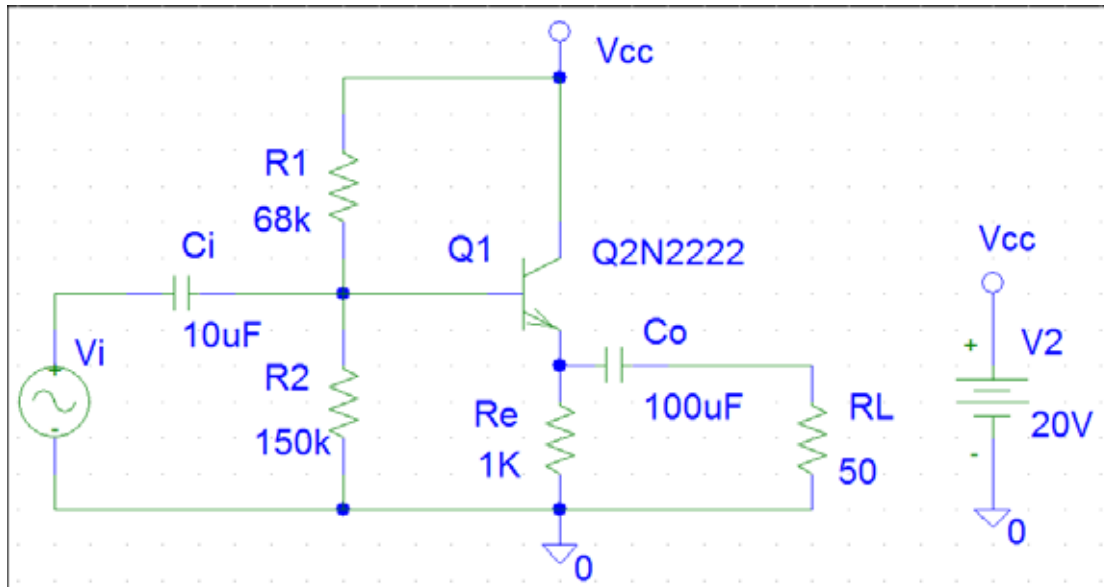 Vcc
R1
68k
Ci
10uF
Q1
Q2N2222
Vi
+
-
R2
150k
Co
100uF
Re
1K
RL
50
0
Vcc
+
V2
20V
-
0